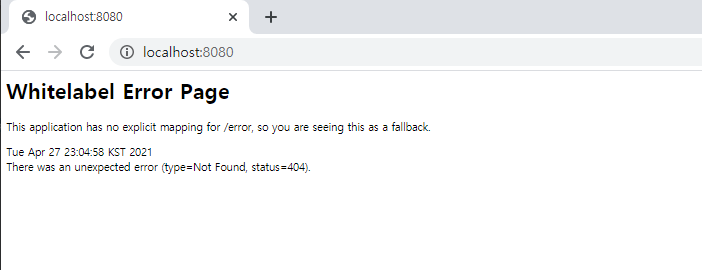 localhost:8080
localhost:8080
Whitelabel Error Page
This application has no explicit mapping for /error, so you are seeing this as a fallback.
Tue Apr 27 23:04:58 KST 2021
There was an unexpected error (type=Not Found, status=404).